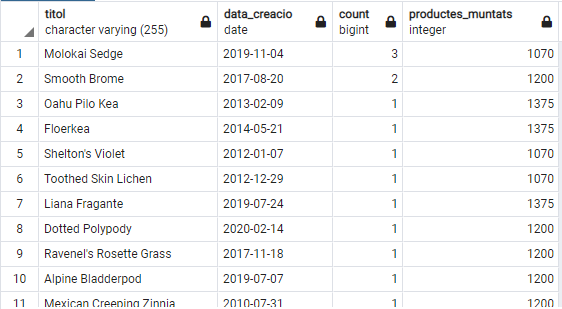 titol data_creacio count productes_muntats
character varying (255) date bigint integer
1 Molokai Sedge 2019-11-04 3 1070
2 Smooth Brome 2017-08-20 2 1200
3 Oahu Pilo Kea 2013-02-09 1 1375
4 Floerkea 2014-05-21 1 1375
5 Shelton's Violet 2012-01-07 1 1070
6 Toothed Skin Lichen 2012-12-29 1 1070
7 Liana Fragante 2019-07-24 1 1375
8 Dotted Polypody 2020-02-14 1 1200
9 Ravenel's Rosette Grass 2017-11-18 1 1200
10 Alpine Bladderpod 2019-07-07 1 1200
11 Mexican Creeping Zinnia 2010-07-31 1 1200